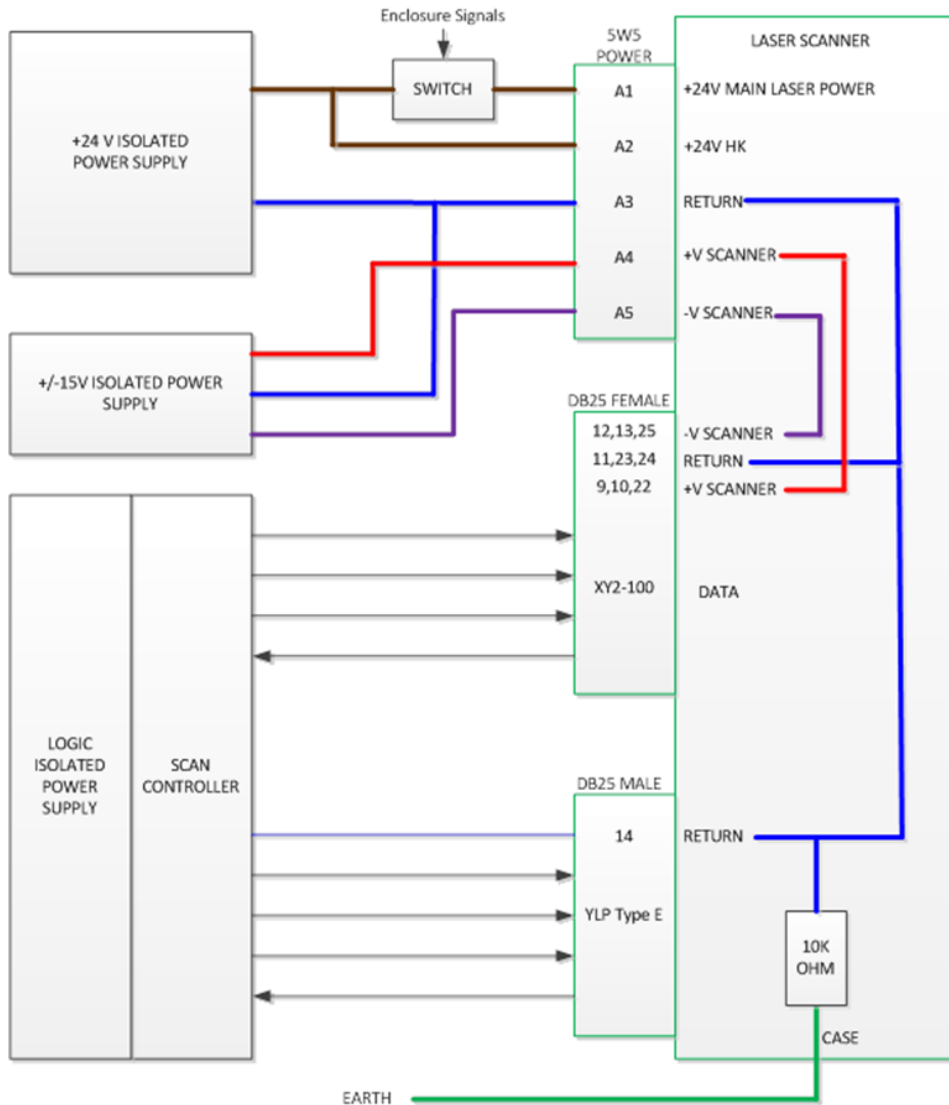 Enclosure Signals
5W5
POWER
LASER SCANNER
SWITCH
A1
+24V MAIN LASER POWER
+24 V ISOLATED
POWER SUPPLY
A2
+24V HK
A3
RETURN
A4
+V SCANNER
A5
-V SCANNER
+/-15V ISOLATED POWER
SUPPLY
DB25 FEMALE
12,13,25
-V SCANNER
11,23,24
RETURN
9,10,22
+V SCANNER
XY2-100
DATA
LOGIC
ISOLATED
POWER
SUPPLY
SCAN
CONTROLLER
DB25 MALE
14
RETURN
YLP Type E
10K
OHM
CASE
EARTH